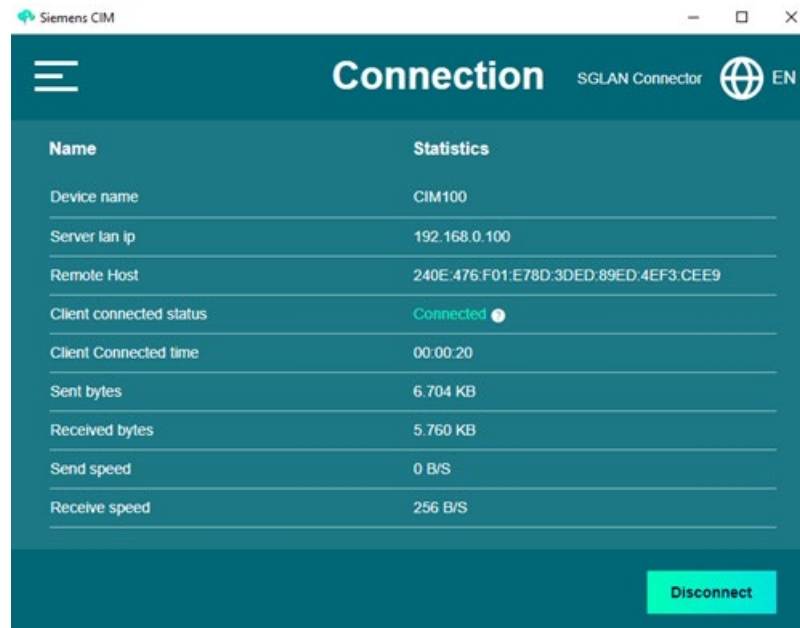 Siemens CIM
Connection SGLAN Connector EN
Name Statistics
Device name CIM100
Server lan ip 192.168.0.100
Remote Host 240E:476:F01:E78D:3DED:89ED:4EF3:CEE9
Client connected status Connected ?
Client Connected time 00:00:20
Sent bytes 6.704 KB
Received bytes 5.760 KB
Send speed 0 B/S
Receive speed 256 B/S
Disconnect